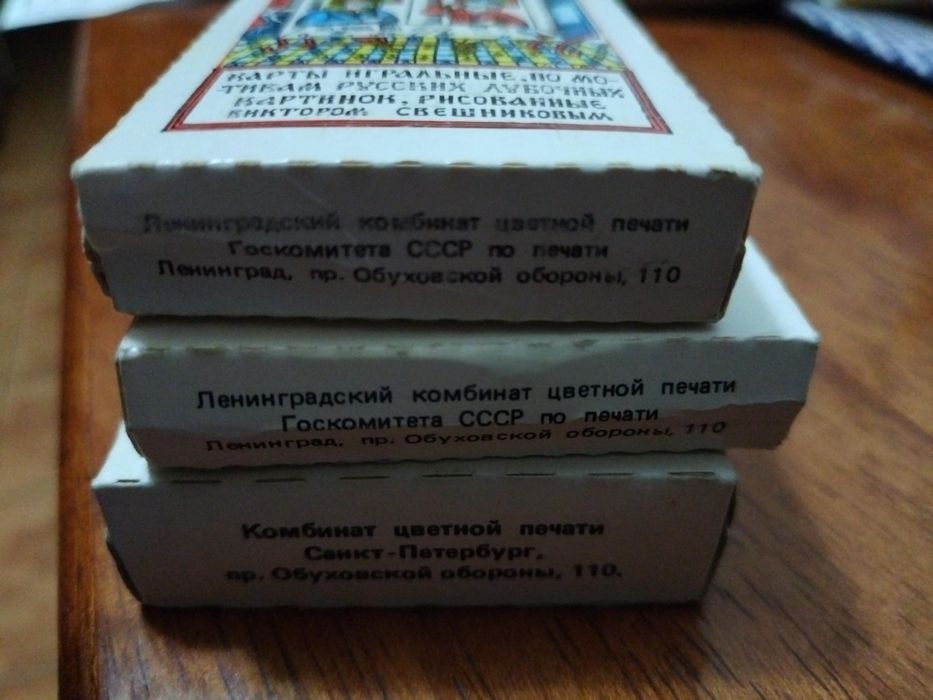 КАРТЫ ИГРАЛЬНЫЕ, ПО МО-
ТИВАМ РУССКИХ ЛУБОЧНЫХ
КАРТИНОК, РИСОВАННЫЕ
ВИКТОРОМ СВЕШНИКОВЫМ
Ленинградский комбинат цветной печати
Госкомитета СССР по печати
Ленинград, пр. Обуховской обороны, 110
Ленинградский комбинат цветной печати
Госкомитета СССР по печати
Ленинград, пр. Обуховской обороны, 110
Комбинат цветной печати
Санкт-Петербург,
пр. Обуховской обороны, 110.